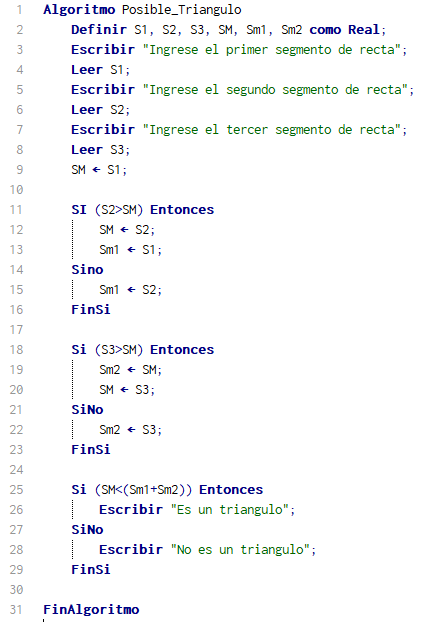 1 Algoritmo Posible_Triangulo
2 Definir S1, S2, S3, SM, Sm1, Sm2 como Real;
3 Escribir "Ingrese el primer segmento de recta";
4 Leer S1;
5 Escribir "Ingrese el segundo segmento de recta";
6 Leer S2;
7 Escribir "Ingrese el tercer segmento de recta";
8 Leer S3;
9 SM ← S1;
10
11 SI (S2>SM) Entonces
12 SM ← S2;
13 Sm1 ← S1;
14 Sino
15 Sm1 ← S2;
16 FinSi
17
18 Si (S3>SM) Entonces
19 Sm2 ← SM;
20 SM ← S3;
21 SiNo
22 Sm2 ← S3;
23 FinSi
24
25 Si (SM<(Sm1+Sm2)) Entonces
26 Escribir "Es un triangulo";
27 SiNo
28 Escribir "No es un triangulo";
29 FinSi
30
31 FinAlgoritmo